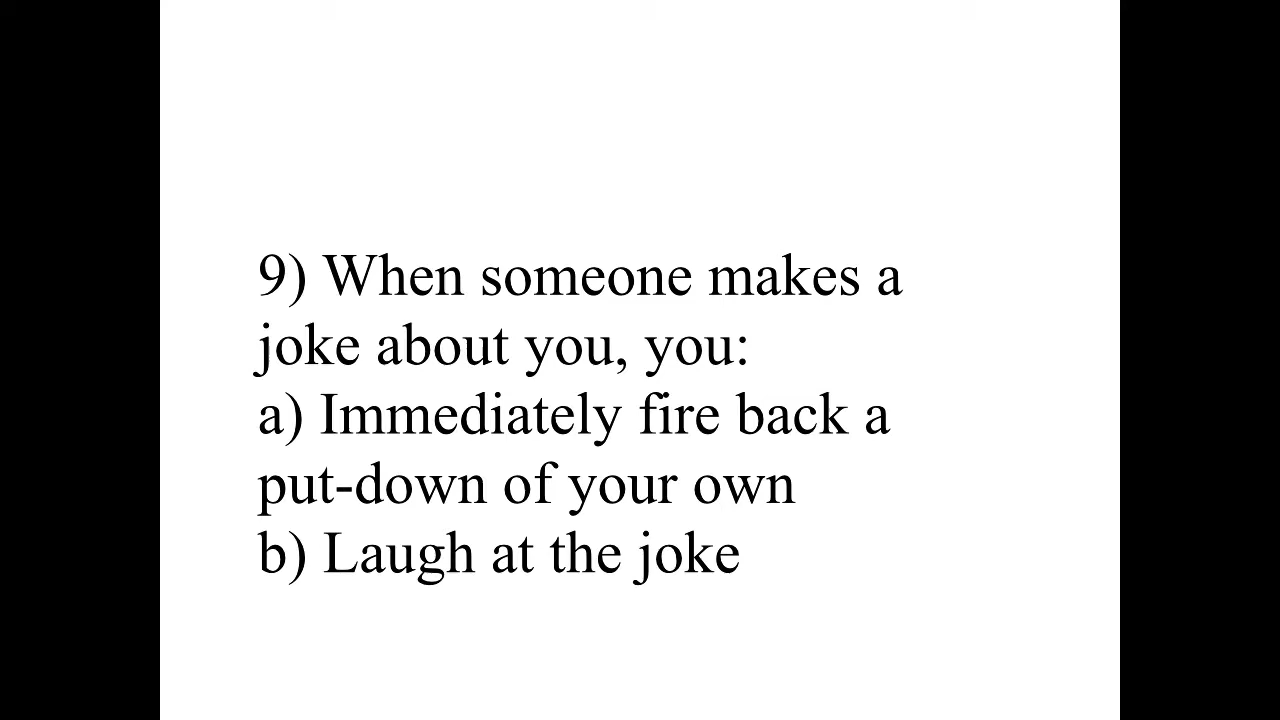 9) When someone makes a
joke about you, you:
a) Immediately fire back a
put-down of your own
b) Laugh at the joke